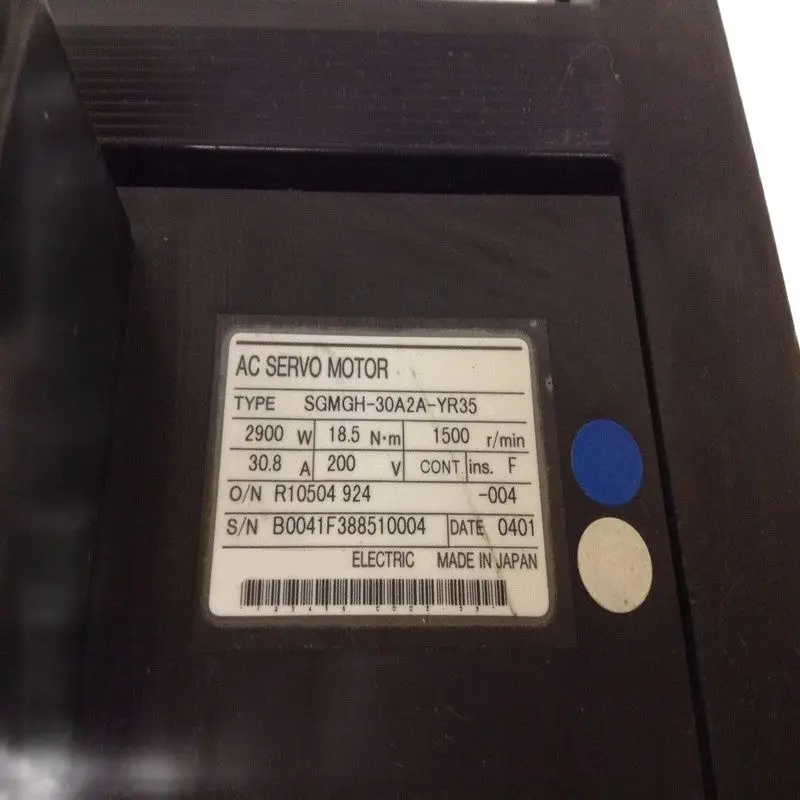 AC SERVO MOTOR
TYPE SGMGH-30A2A-YR35
2900 W 18.5 N·m 1500 r/min
30.8 A 200 V CONT ins. F
O/N R10504 924 -004
S/N B0041F388510004 DATE 0401
ELECTRIC MADE IN JAPAN